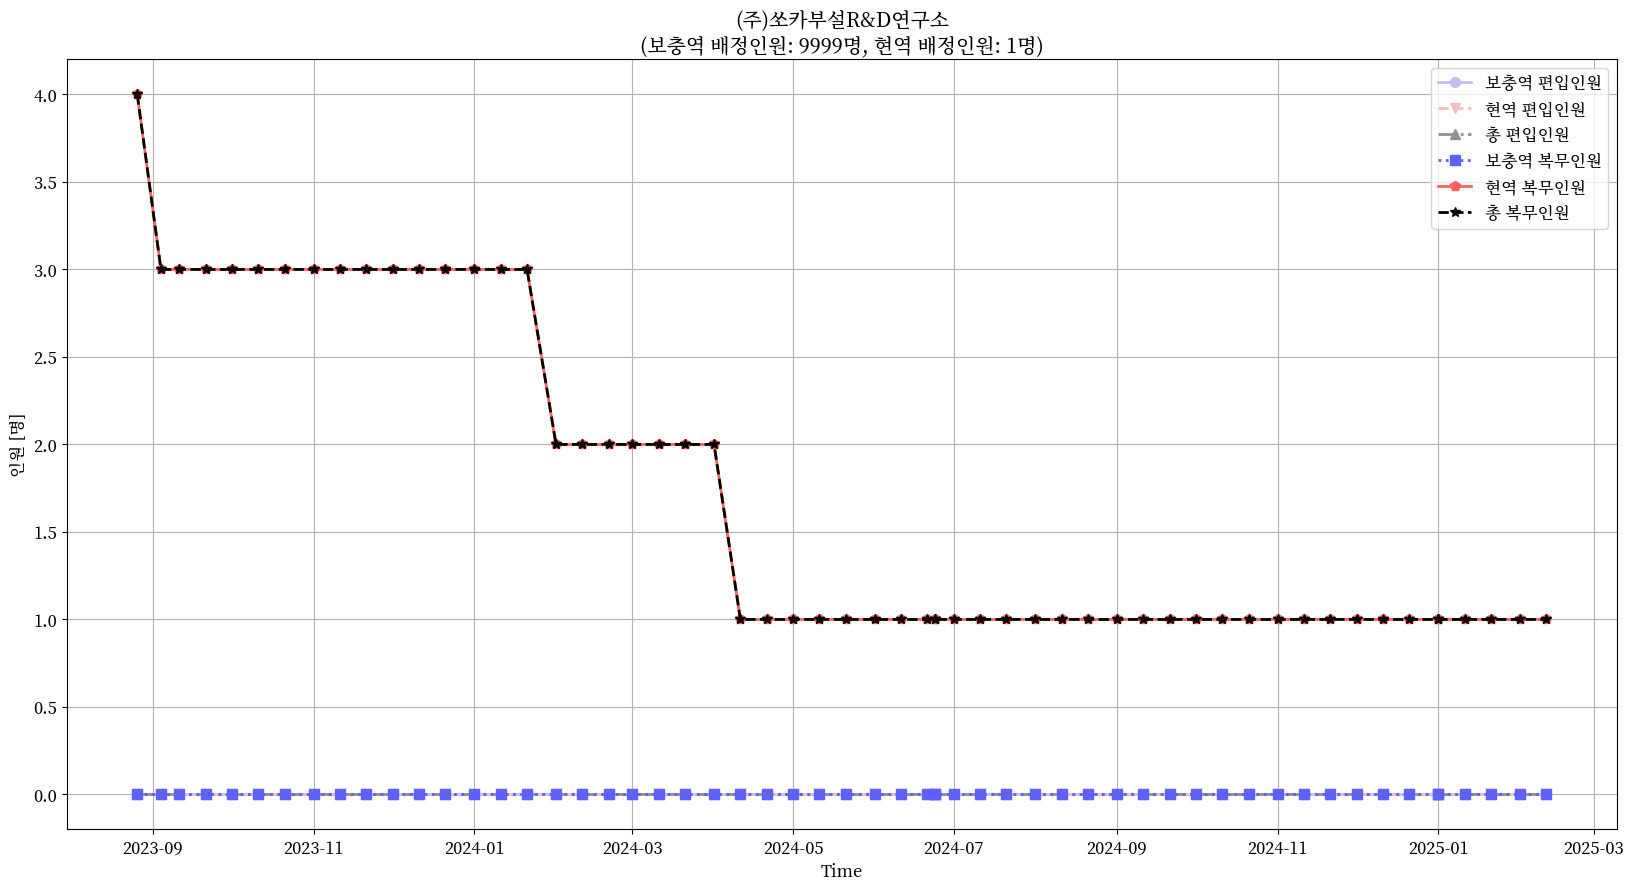 (주)쏘카부설R&D연구소
(보충역 배정인원: 9999명, 현역 배정인원: 1명)
보충역 편입인원
현역 편입인원
총 편입인원
보충역 복무인원
현역 복무인원
총 복무인원
인원 [명]
4.0
3.5
3.0
2.5
2.0
1.5
1.0
0.5
0.0
2023-09
2023-11
2024-01
2024-03
2024-05
2024-07
2024-09
2024-11
2025-01
2025-03
Time